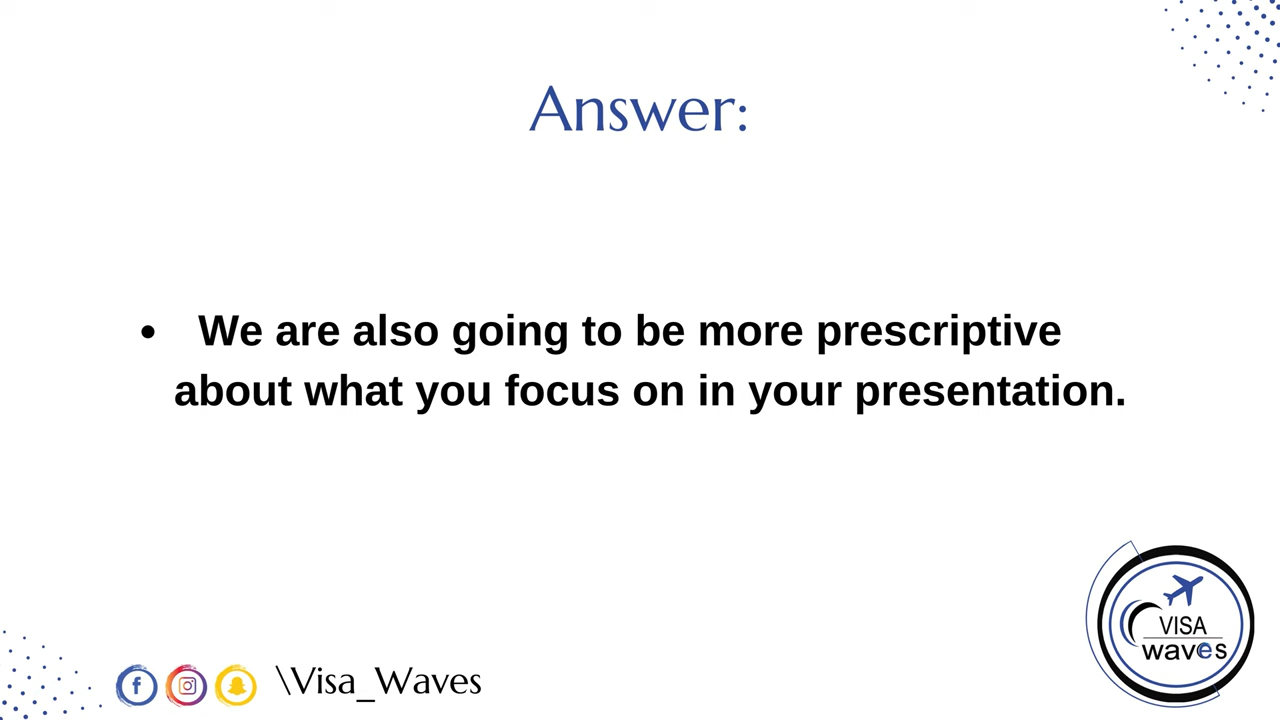 Answer:
• We are also going to be more prescriptive
about what you focus on in your presentation.
VISA
waves
\Visa_Waves